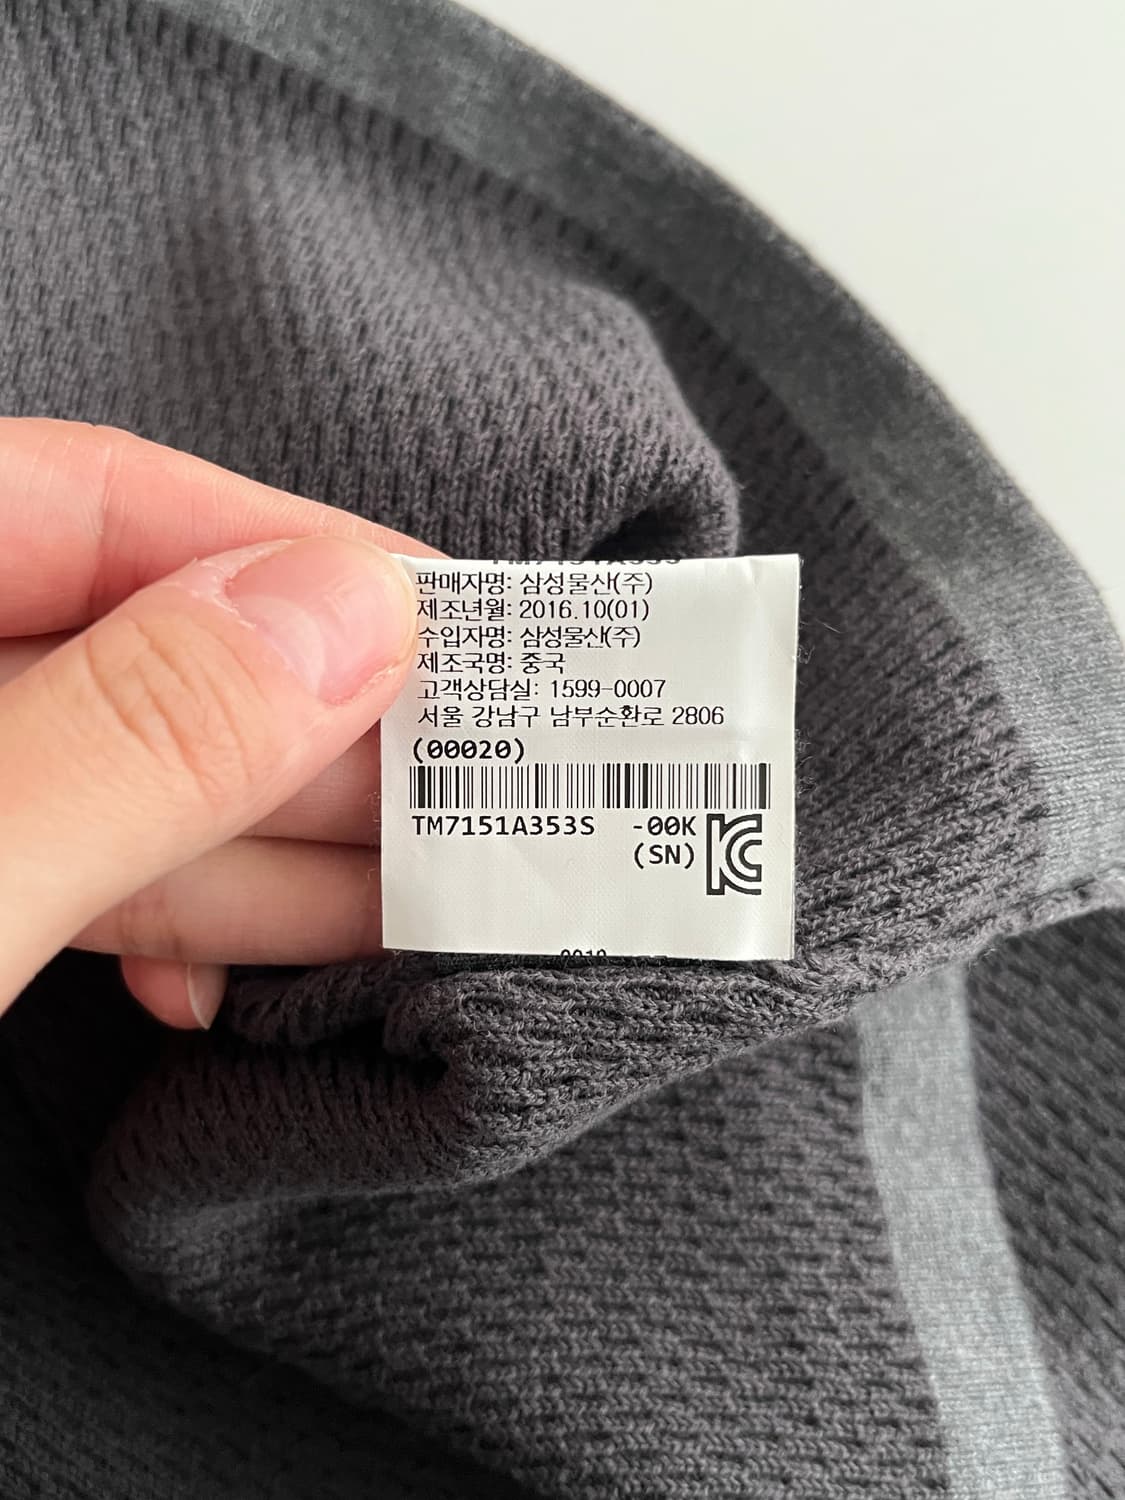 판매자명: 삼성물산(주)
제조년월: 2016.10(01)
수입자명: 삼성물산(주)
제조국명: 중국
고객상담실: 1599-0007
서울 강남구 남부순환로 2806
(00020)
TM7151A353S -00K
(SN)